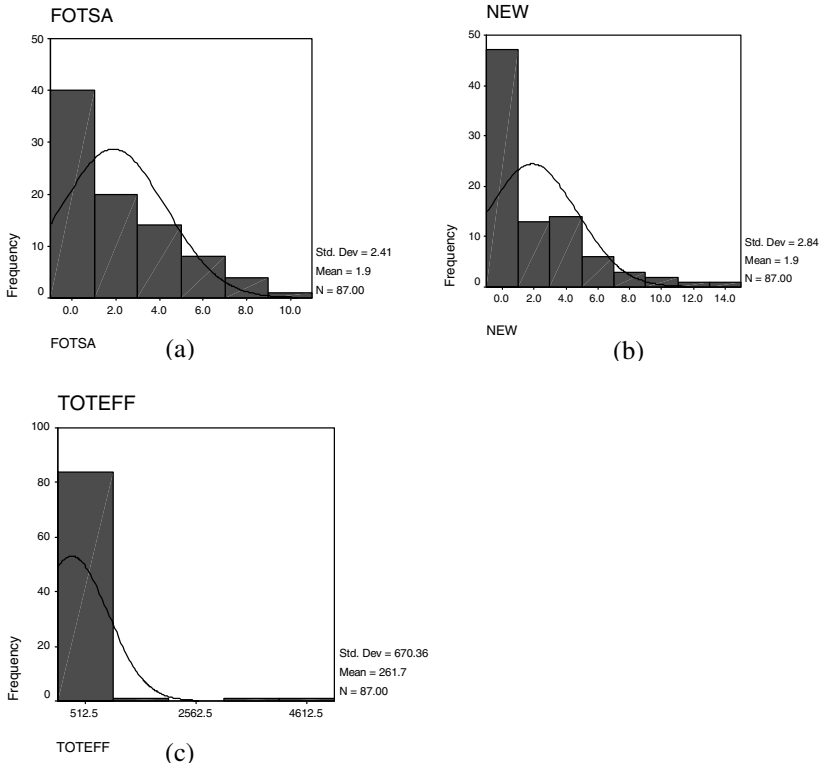 FOTSA
50
40
30
20
10
0
Frequency
0.0 2.0 4.0 6.0 8.0 10.0
Std. Dev = 2.41
Mean = 1.9
N = 87.00
FOTSA
(a)
NEW
50
40
30
20
10
0
Frequency
0.0 2.0 4.0 6.0 8.0 10.0 12.0 14.0
Std. Dev = 2.84
Mean = 1.9
N = 87.00
NEW
(b)
TOTEFF
100
80
60
40
20
0
Frequency
512.5 2562.5 4612.5
Std. Dev = 670.36
Mean = 261.7
N = 87.00
TOTEFF
(c)